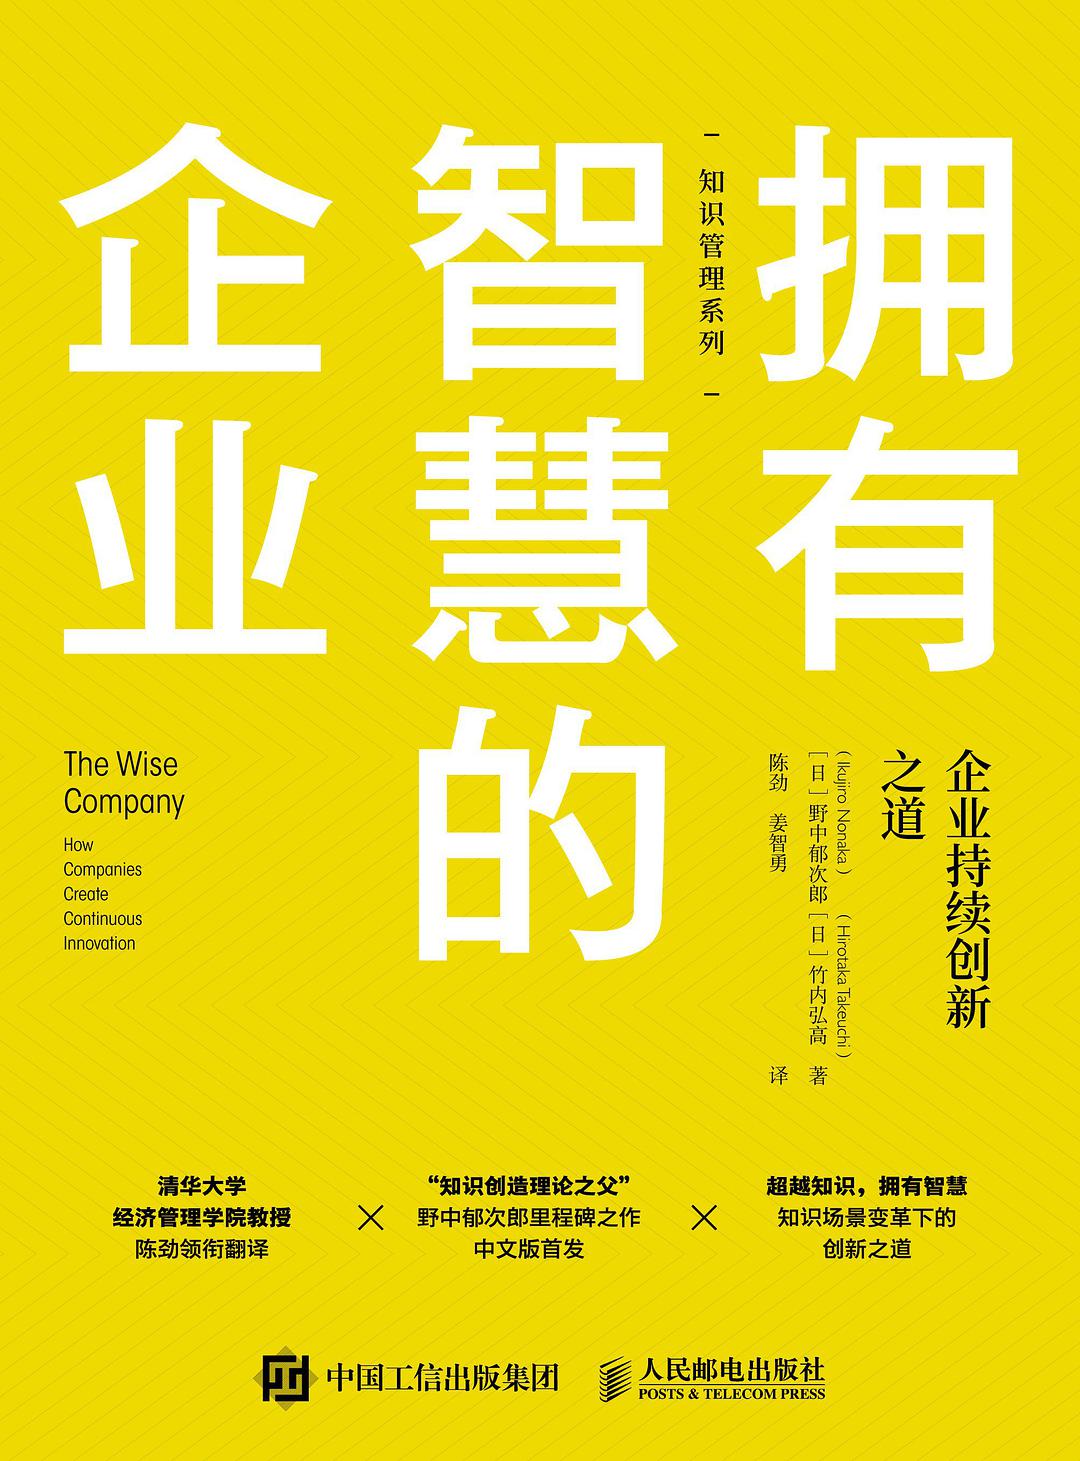 拥有
智慧的
企业
知识管理系列
企业持续创新
之道
(Ikujiro Nonaka) (Hirotaka Takeuchi)
[日]野中郁次郎 [日]竹内弘高 著
陈劲 姜智勇 译
The Wise
Company
How
Companies
Create
Continuous
Innovation
清华大学
经济管理学院教授
陈劲领衔翻译
×
“知识创造理论之父”
野中郁次郎里程碑之作
中文版首发
×
超越知识，拥有智慧
知识场景变革下的
创新之道
中国工信出版集团
人民邮电出版社
POSTS & TELECOM PRESS